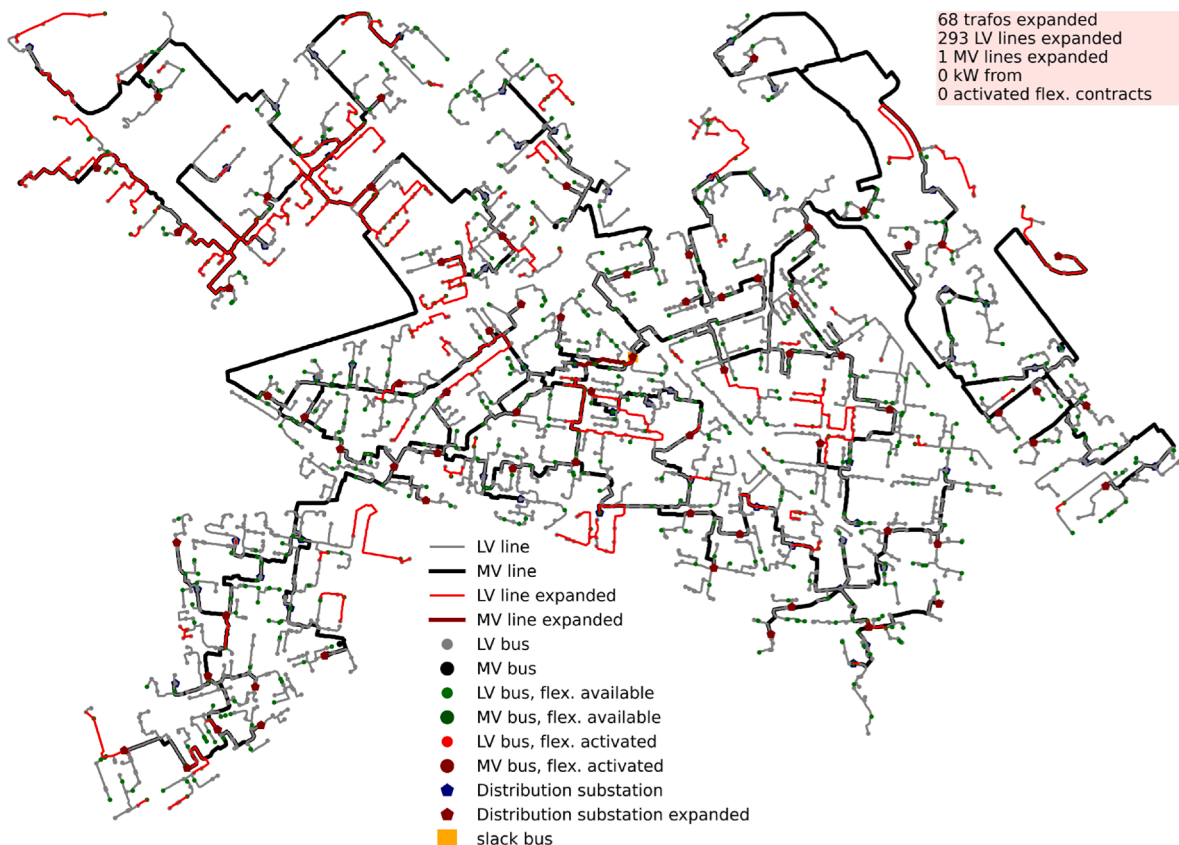 68 trafos expanded
293 LV lines expanded
1 MV lines expanded
0 kW from
0 activated flex. contracts
LV line
MV line
LV line expanded
MV line expanded
LV bus
MV bus
LV bus, flex. available
MV bus, flex. available
LV bus, flex. activated
MV bus, flex. activated
Distribution substation
Distribution substation expanded
slack bus